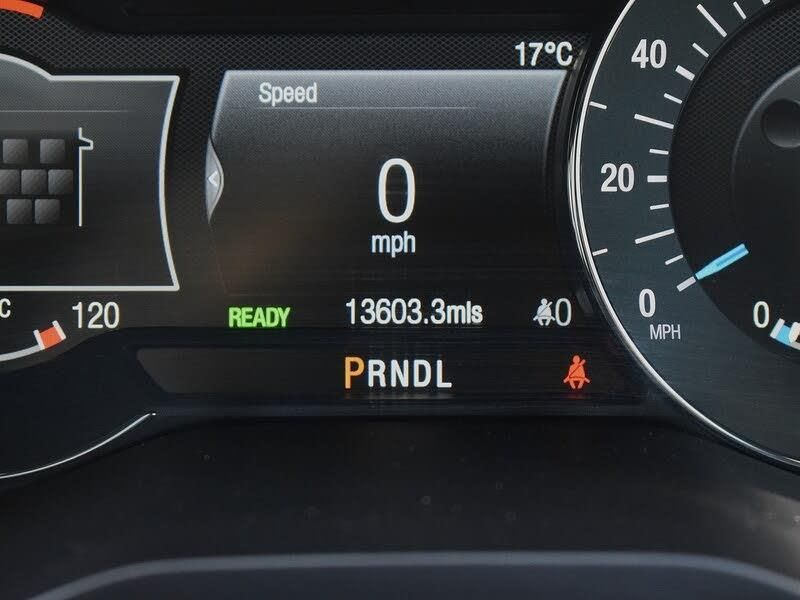 17°C
Speed
0
mph
READY 13603.3mls 0
PRNDL
C 120
40
20
0
MPH
0